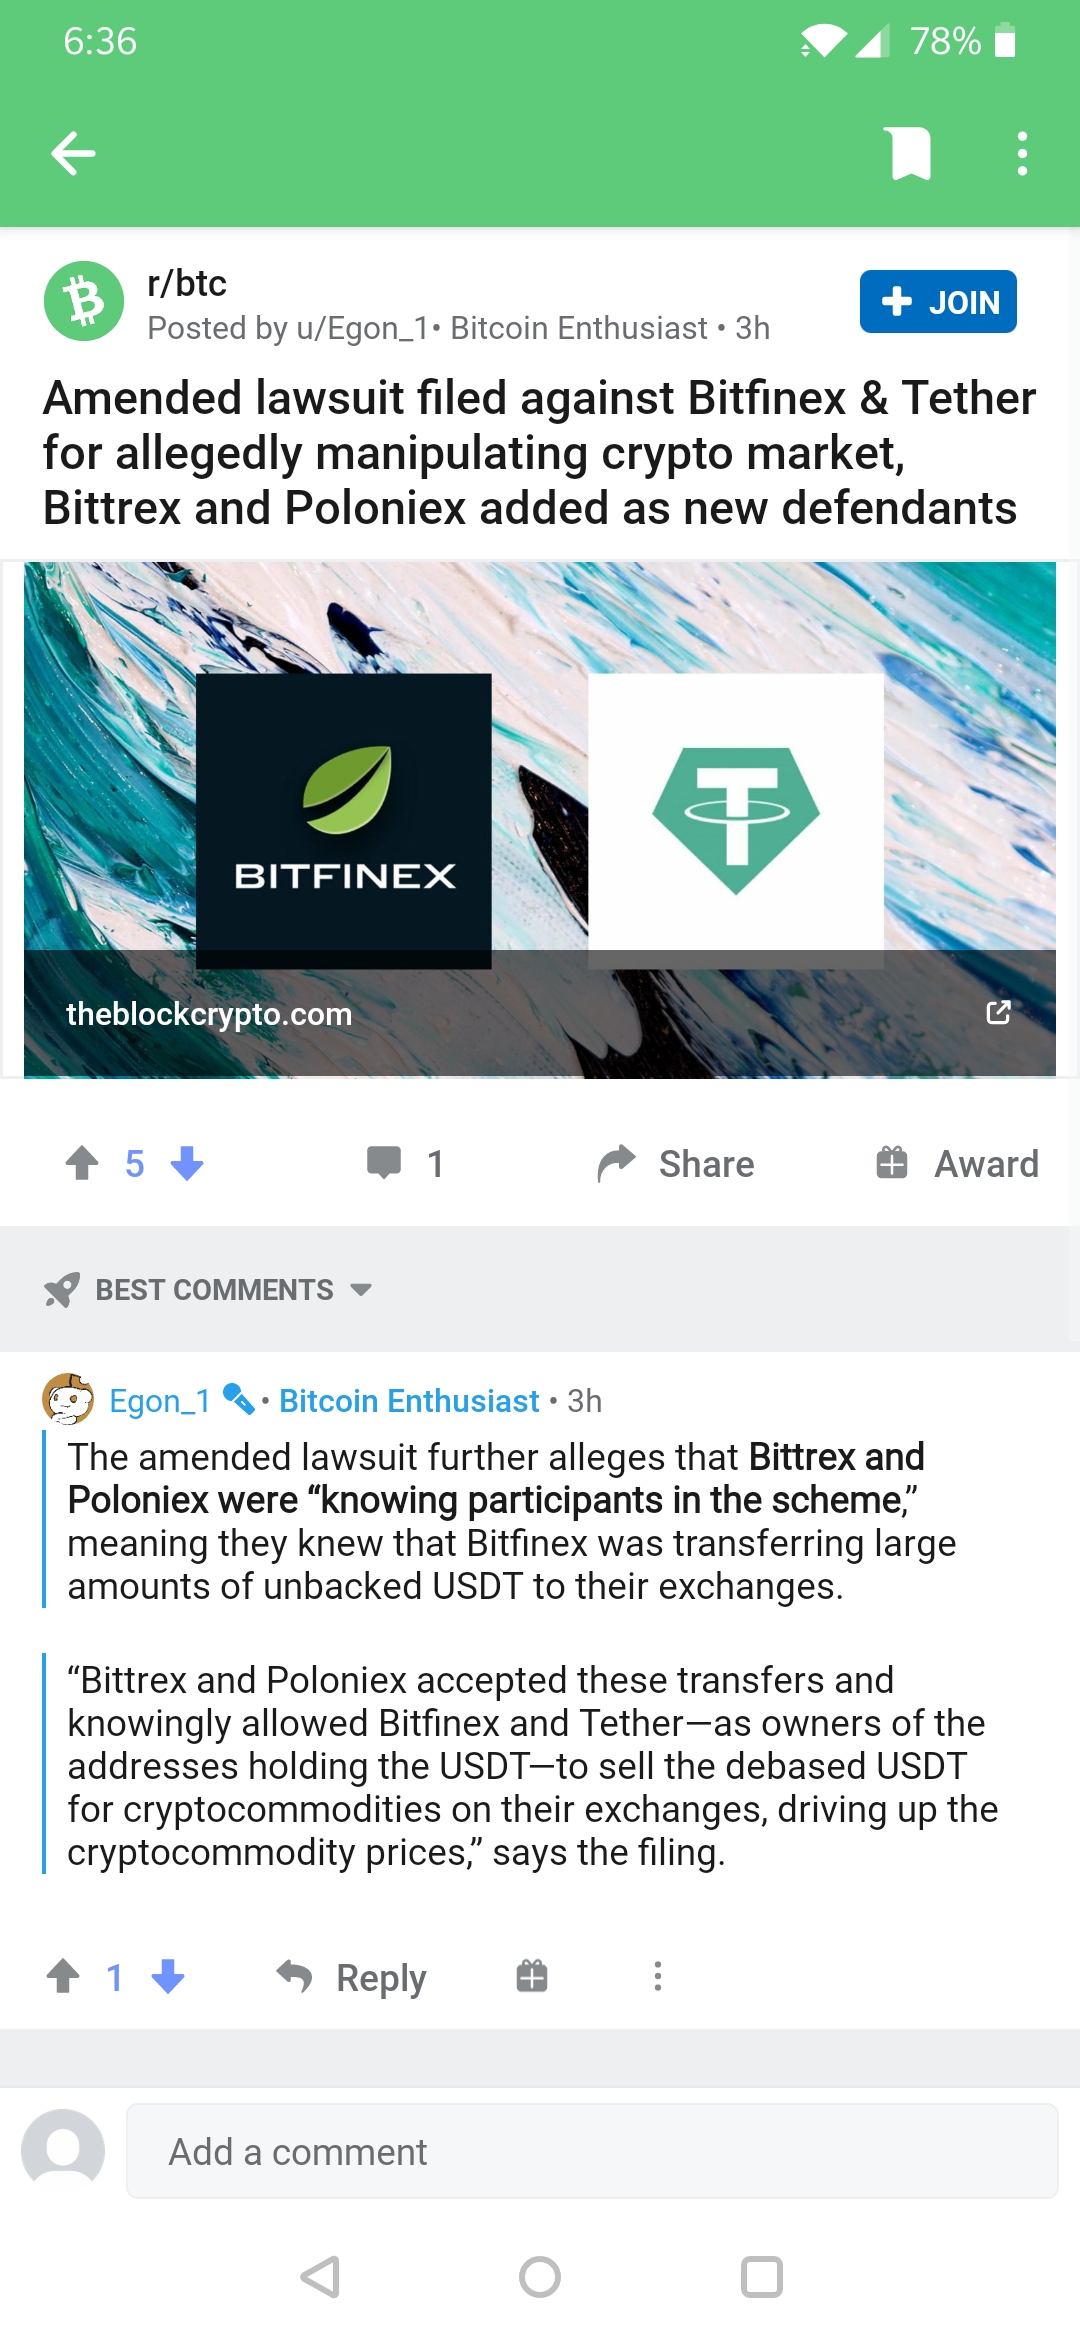 6:36
78%
r/btc
JOIN
Posted by u/Egon_1• Bitcoin Enthusiast • 3h
Amended lawsuit filed against Bitfinex & Tether
for allegedly manipulating crypto market,
Bittrex and Poloniex added as new defendants
BITFINEX
T
theblockcrypto.com
5
1
Share
Award
BEST COMMENTS
Egon_1 • Bitcoin Enthusiast • 3h
The amended lawsuit further alleges that Bittrex and
Poloniex were “knowing participants in the scheme,”
meaning they knew that Bitfinex was transferring large
amounts of unbacked USDT to their exchanges.
“Bittrex and Poloniex accepted these transfers and
knowingly allowed Bitfinex and Tether—as owners of the
addresses holding the USDT—to sell the debased USDT
for cryptocommodities on their exchanges, driving up the
cryptocommodity prices,” says the filing.
1
Reply
Add a comment